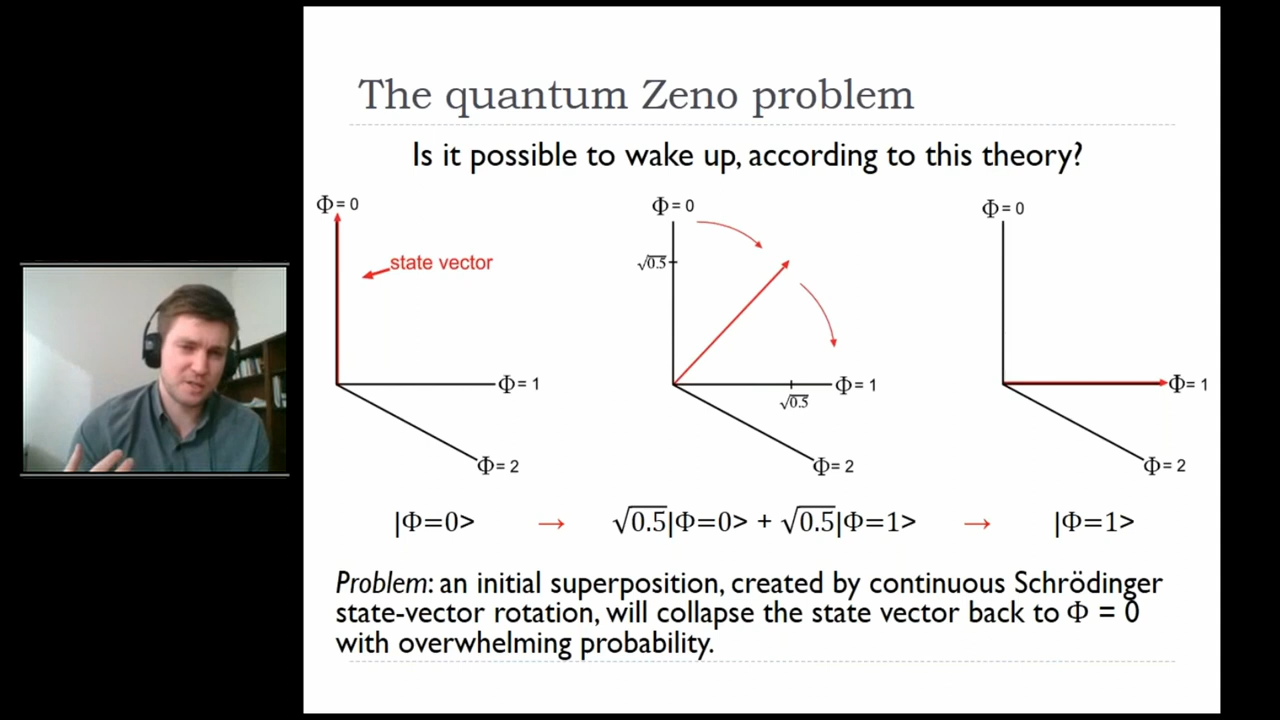 The quantum Zeno problem
Is it possible to wake up, according to this theory?
Φ= 0
state vector
Φ= 1
Φ= 2
Φ= 0
√0.5
Φ= 1
√0.5
Φ= 2
Φ= 0
Φ= 1
Φ= 2
|Φ=0> → √0.5|Φ=0> + √0.5|Φ=1> → |Φ=1>
Problem: an initial superposition, created by continuous Schrödinger
state-vector rotation, will collapse the state vector back to Φ = 0
with overwhelming probability.